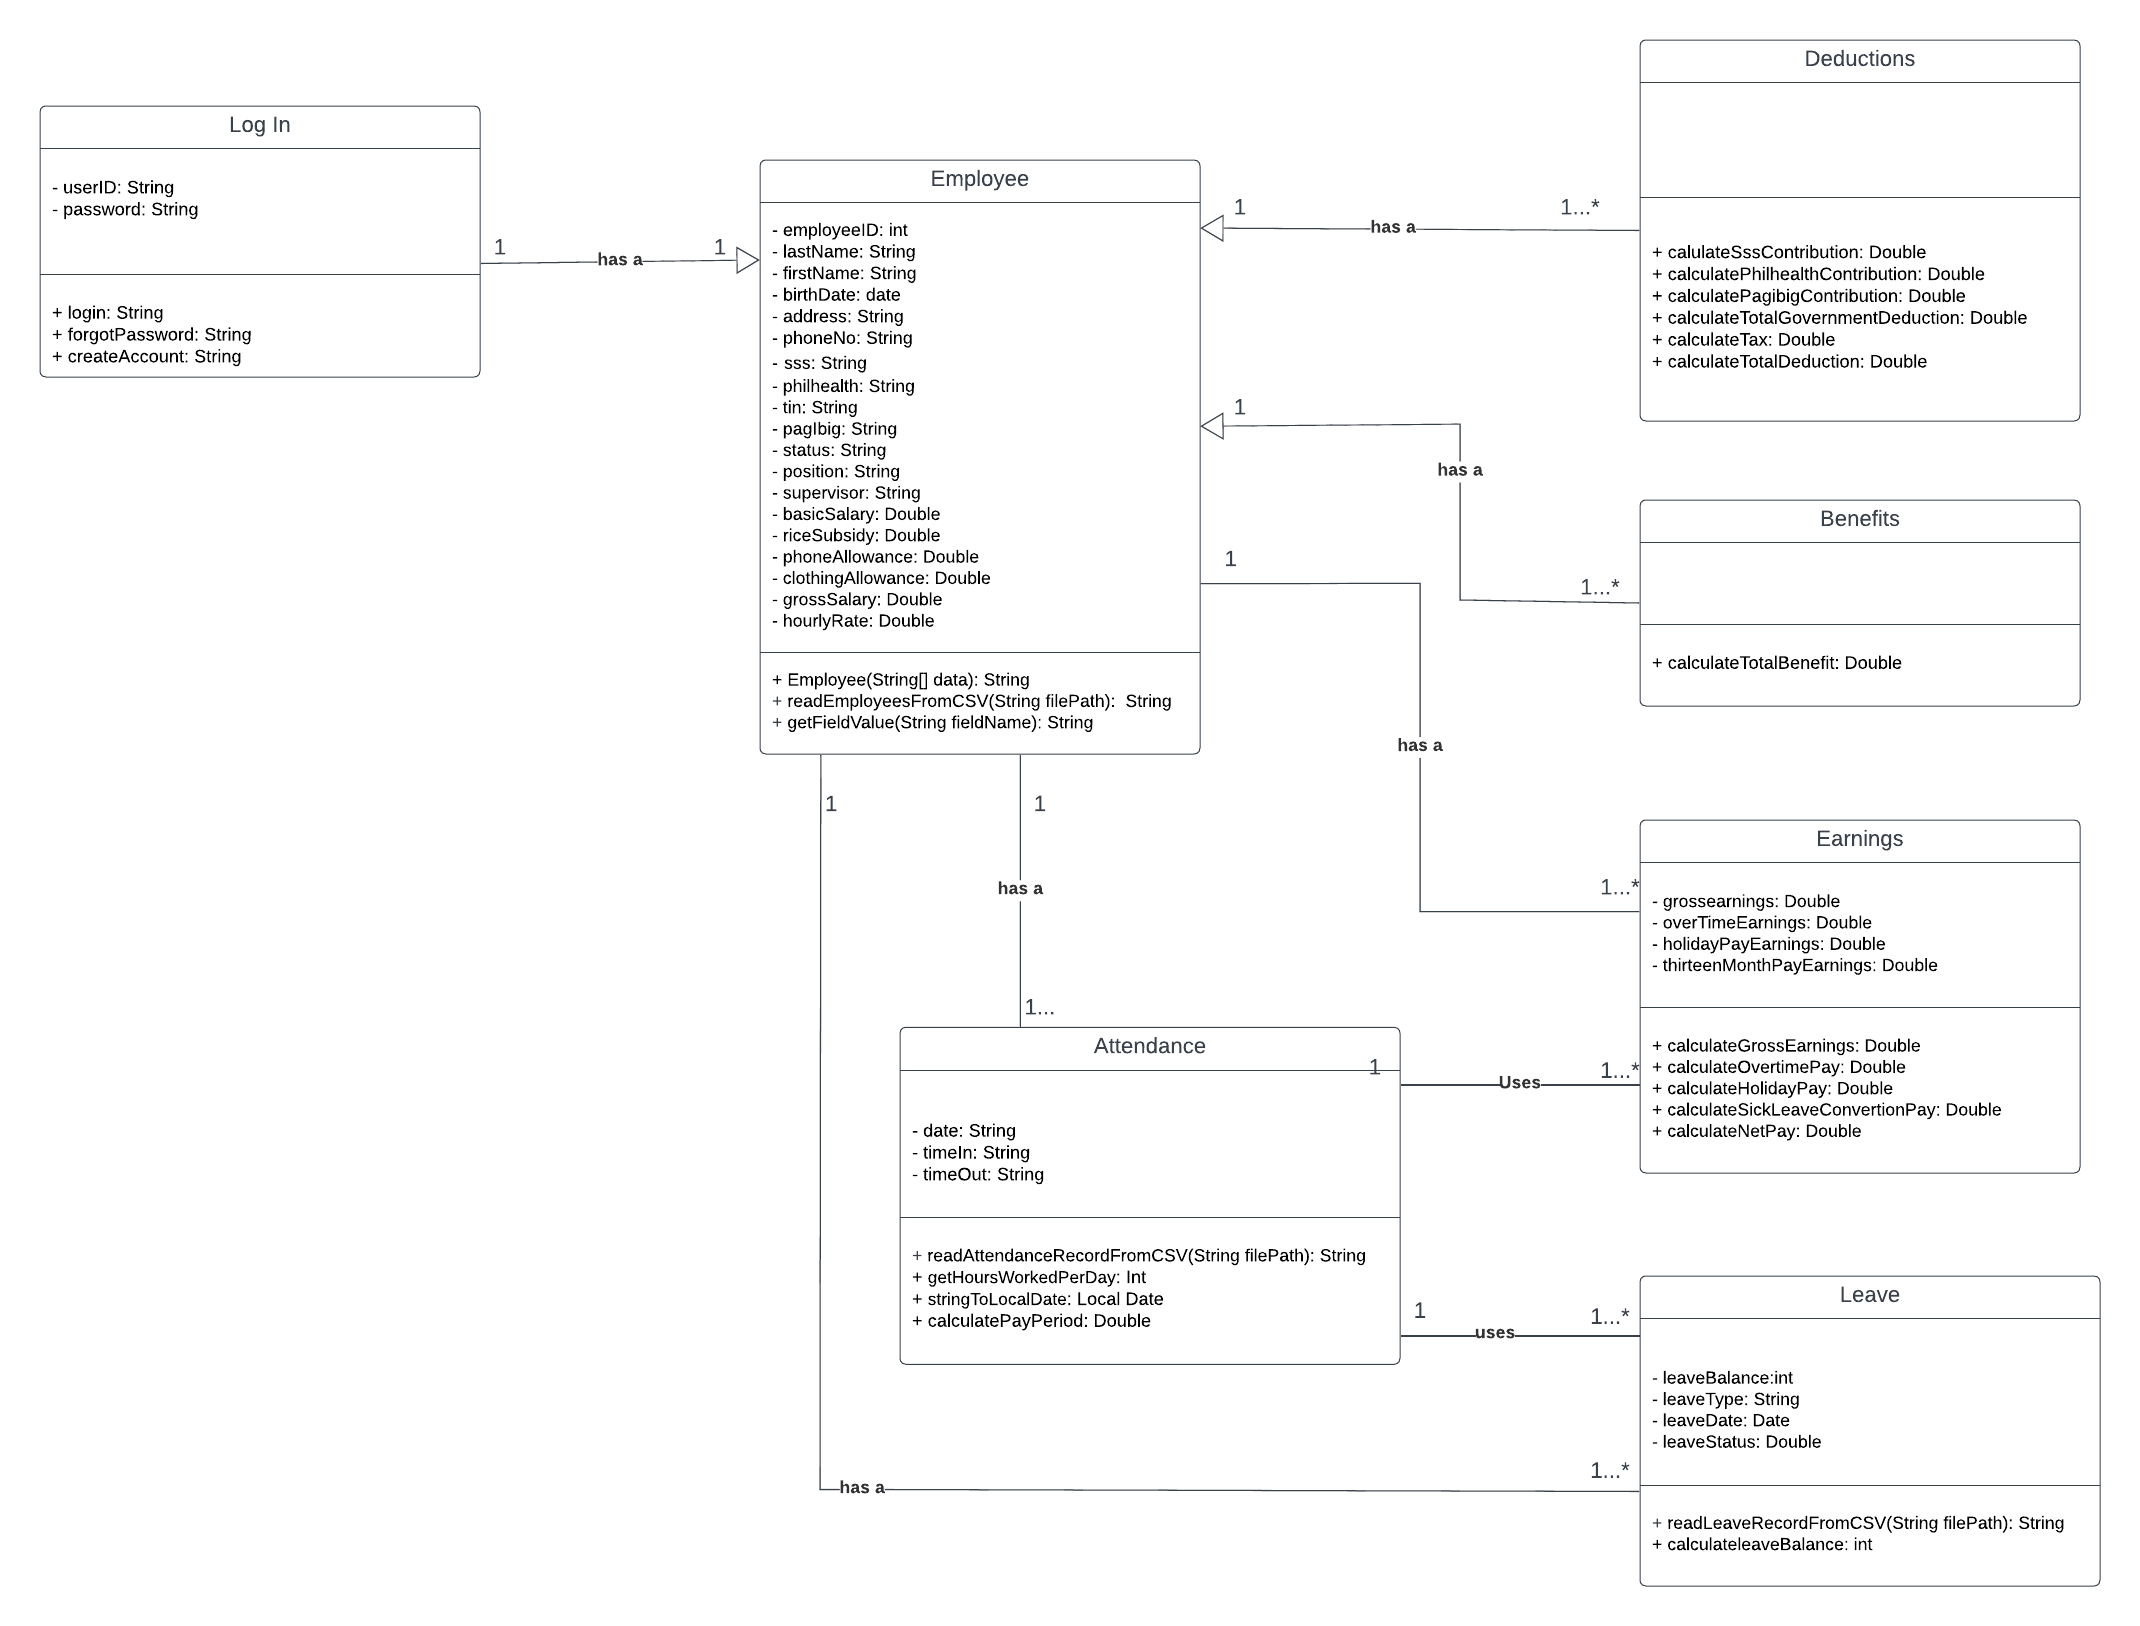 Log In
- userID: String
- password: String
+ login: String
+ forgotPassword: String
+ createAccount: String
1
has a
1
Employee
- employeeID: int
- lastName: String
- firstName: String
- birthDate: date
- address: String
- phoneNo: String
- sss: String
- philhealth: String
- tin: String
- pagIbig: String
- status: String
- position: String
- supervisor: String
- basicSalary: Double
- riceSubsidy: Double
- phoneAllowance: Double
- clothingAllowance: Double
- grossSalary: Double
- hourlyRate: Double
+ Employee(String[] data): String
+ readEmployeesFromCSV(String filePath): String
+ getFieldValue(String fieldName): String
1
has a
1...*
Deductions
+ calulateSssContribution: Double
+ calculatePhilhealthContribution: Double
+ calculatePagibigContribution: Double
+ calculateTotalGovernmentDeduction: Double
+ calculateTax: Double
+ calculateTotalDeduction: Double
1
has a
1...*
Benefits
+ calculateTotalBenefit: Double
1
has a
1...*
Earnings
- grossearnings: Double
- overTimeEarnings: Double
- holidayPayEarnings: Double
- thirteenMonthPayEarnings: Double
+ calculateGrossEarnings: Double
+ calculateOvertimePay: Double
+ calculateHolidayPay: Double
+ calculateSickLeaveConvertionPay: Double
+ calculateNetPay: Double
1
1
has a
1...
Attendance
- date: String
- timeIn: String
- timeOut: String
+ readAttendanceRecordFromCSV(String filePath): String
+ getHoursWorkedPerDay: Int
+ stringToLocalDate: Local Date
+ calculatePayPeriod: Double
1
Uses
1...*
1
uses
1...*
has a
1...*
Leave
- leaveBalance:int
- leaveType: String
- leaveDate: Date
- leaveStatus: Double
+ readLeaveRecordFromCSV(String filePath): String
+ calculateleaveBalance: int